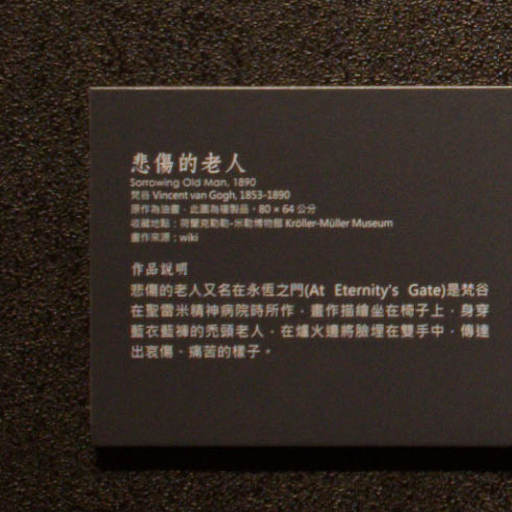 悲傷的老人
Sorrowing Old Man, 1890
梵谷 Vincent van Gogh, 1853-1890
原作為油畫，此圖為複製品，80 × 64 公分
收藏地點：荷蘭克勒勒-米勒博物館 Kröller-Müller Museum
畫作來源：wiki
作品說明
悲傷的老人又名在永恆之門(At Eternity's Gate)是梵谷
在聖雷米精神病院時所作，畫作描繪坐在椅子上，身穿
藍衣藍褲的禿頭老人，在爐火邊將臉埋在雙手中，傳達
出哀傷、痛苦的樣子。